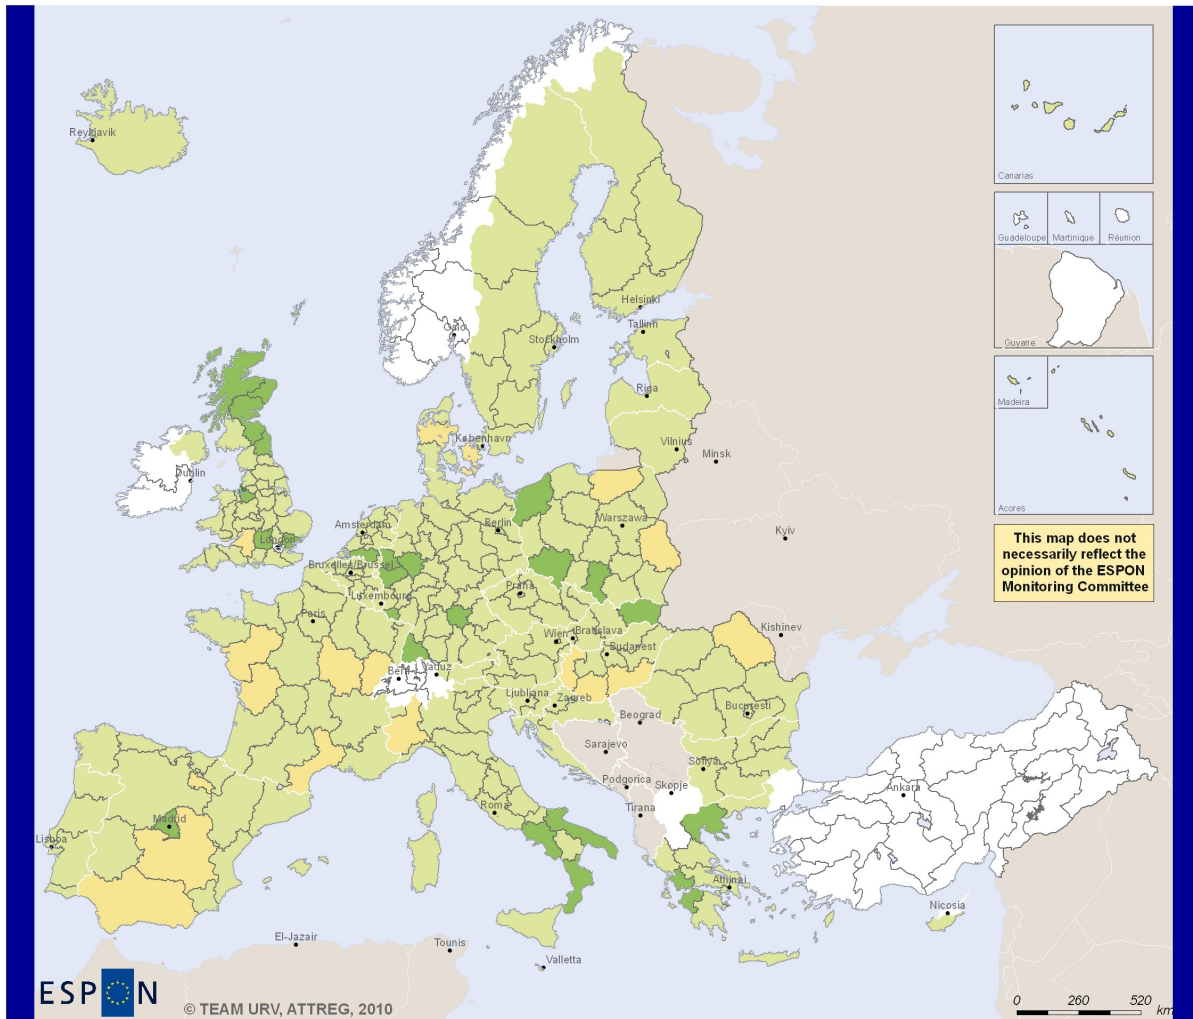 Reykjavik
Canarias
Guadeloupe
Martinique
Réunion
Guyane
Helsinki
Oslo
Tallinn
Stockholm
Madeira
Riga
København
Vilnius
Minsk
Dublin
Acores
Amsterdam
Berlin
Warszawa
London
Kyiv
This map does not
necessarily reflect the
opinion of the ESPON
Monitoring Committee
Bruxelles/Brussel
Praha
Luxembourg
Paris
Kishinev
Wien
Bratislava
Budapest
Bern
Vaduz
Ljubljana
Zagreb
Bucuresti
Beograd
Sarajevo
Sofiya
Podgorica
Skopje
Ankara
Roma
Tirana
Madrid
Lisboa
Athinai
Nicosia
El-Jazair
Tounis
Valletta
ESPON
© TEAM URV, ATTREG, 2010
0 260 520
km